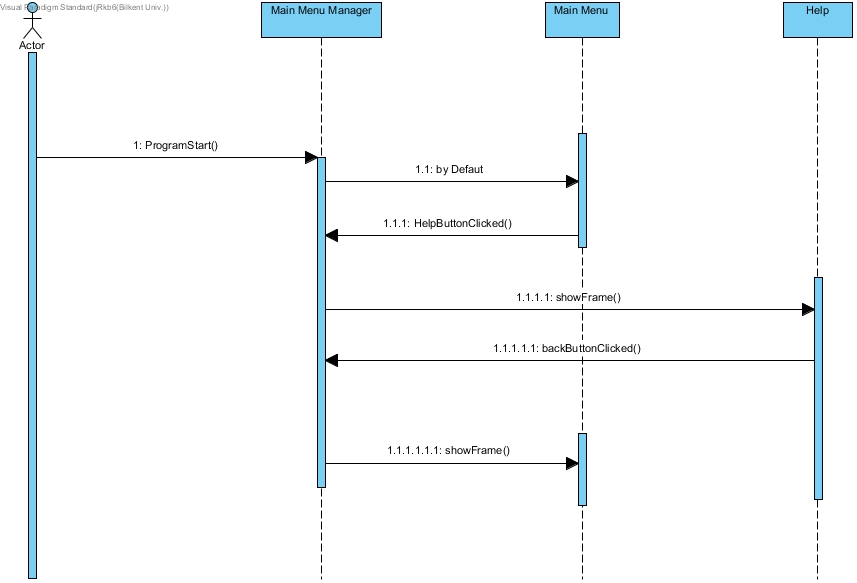 Visual Paradigm Standard(jRkb6(Bilkent Univ.))
Actor
Main Menu Manager
Main Menu
Help
1: ProgramStart()
1.1: by Defaut
1.1.1: HelpButtonClicked()
1.1.1.1: showFrame()
1.1.1.1.1: backButtonClicked()
1.1.1.1.1.1: showFrame()